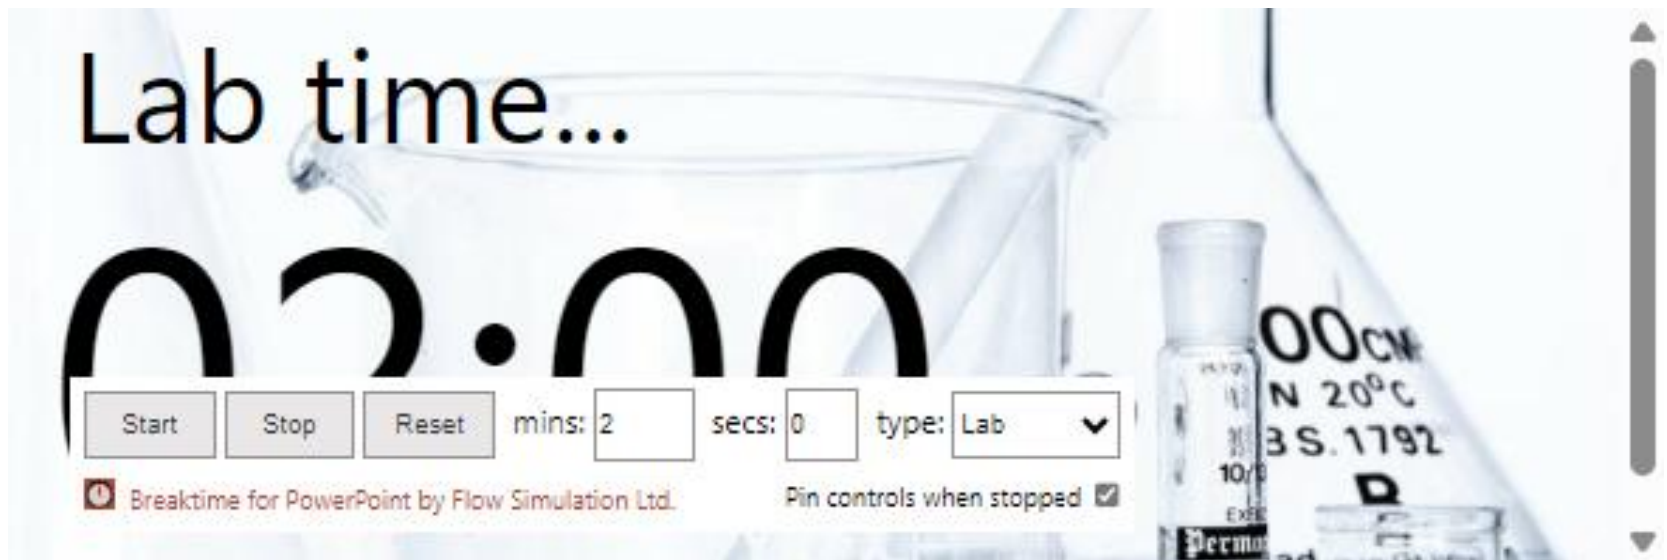 Lab time...
02:00
00CM
N 20°C
BS. 1792
10/
Start Stop Reset mins: 2 secs: 0 type: Lab
Breaktime for PowerPoint by Flow Simulation Ltd. Pin controls when stopped